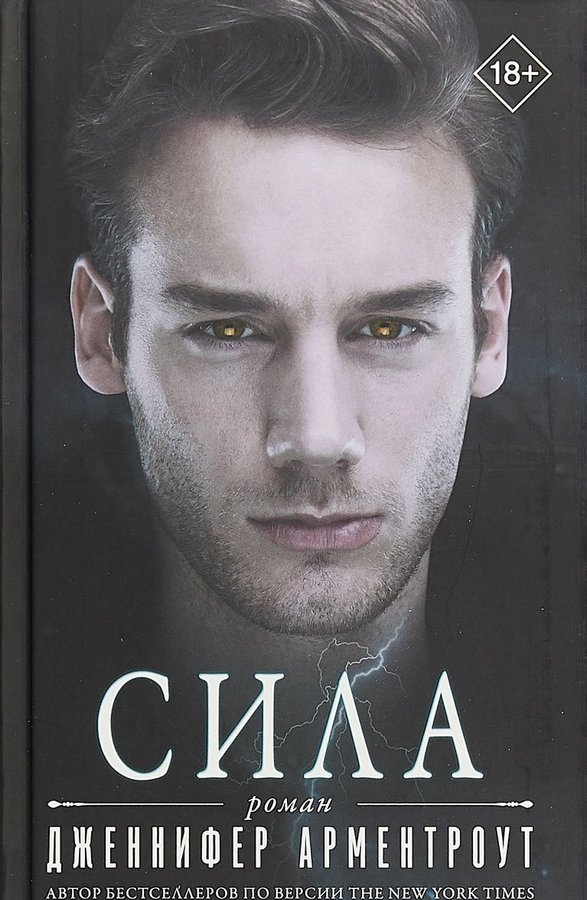 18+
СИЛА
роман
ДЖЕННИФЕР АРМЕНТРОУТ
АВТОР БЕСТСЕЛЛЕРОВ ПО ВЕРСИИ THE NEW YORK TIMES